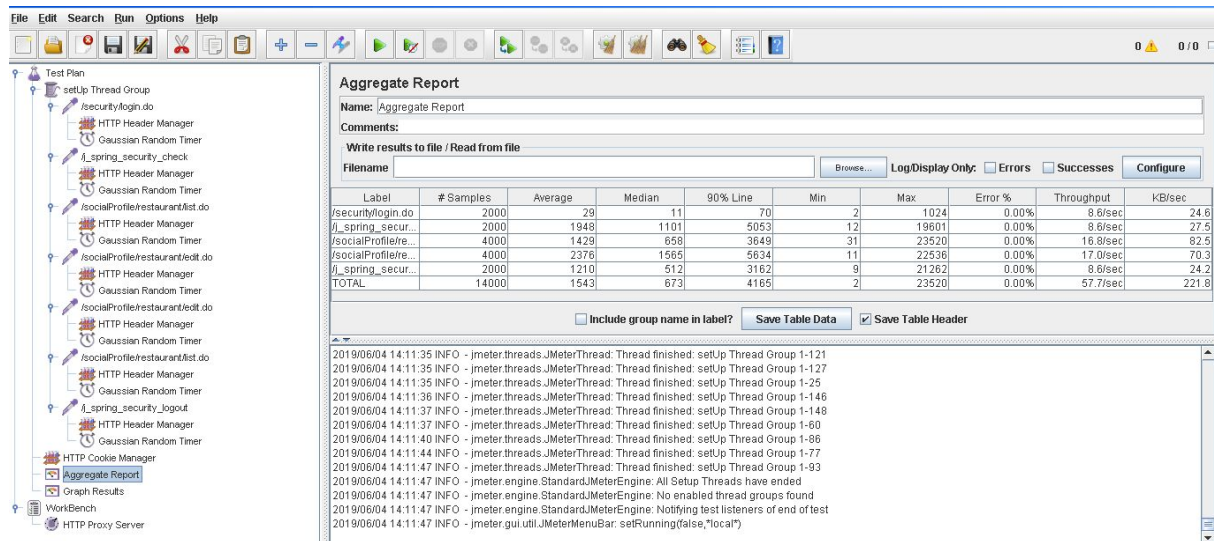 File Edit Search Run Options Help
0 0 / 0
Test Plan
setUp Thread Group
/security/login.do
HTTP Header Manager
Gaussian Random Timer
/j_spring_security_check
HTTP Header Manager
Gaussian Random Timer
/socialProfile/restaurant/list.do
HTTP Header Manager
Gaussian Random Timer
/socialProfile/restaurant/edit.do
HTTP Header Manager
Gaussian Random Timer
/socialProfile/restaurant/edit.do
HTTP Header Manager
Gaussian Random Timer
/socialProfile/restaurant/list.do
HTTP Header Manager
Gaussian Random Timer
/j_spring_security_logout
HTTP Header Manager
Gaussian Random Timer
HTTP Cookie Manager
Aggregate Report
Graph Results
WorkBench
HTTP Proxy Server
Aggregate Report
Name: Aggregate Report
Comments:
Write results to file / Read from file
Filename Browse... Log/Display Only: Errors Successes Configure
Label # Samples Average Median 90% Line Min Max Error % Throughput KB/sec
/security/login.do 2000 29 11 70 2 1024 0.00% 8.6/sec 24.6
/j_spring_secur... 2000 1948 1101 5053 12 19601 0.00% 8.6/sec 27.5
/socialProfile/re... 4000 1429 658 3649 31 23520 0.00% 16.8/sec 82.5
/socialProfile/re... 4000 2376 1565 5634 11 22536 0.00% 17.0/sec 70.3
/j_spring_secur... 2000 1210 512 3162 9 21262 0.00% 8.6/sec 24.2
TOTAL 14000 1543 673 4165 2 23520 0.00% 57.7/sec 221.8
Include group name in label? Save Table Data Save Table Header
2019/06/04 14:11:35 INFO - jmeter.threads.JMeterThread: Thread finished: setUp Thread Group 1-121
2019/06/04 14:11:35 INFO - jmeter.threads.JMeterThread: Thread finished: setUp Thread Group 1-127
2019/06/04 14:11:35 INFO - jmeter.threads.JMeterThread: Thread finished: setUp Thread Group 1-25
2019/06/04 14:11:36 INFO - jmeter.threads.JMeterThread: Thread finished: setUp Thread Group 1-146
2019/06/04 14:11:37 INFO - jmeter.threads.JMeterThread: Thread finished: setUp Thread Group 1-148
2019/06/04 14:11:37 INFO - jmeter.threads.JMeterThread: Thread finished: setUp Thread Group 1-60
2019/06/04 14:11:40 INFO - jmeter.threads.JMeterThread: Thread finished: setUp Thread Group 1-86
2019/06/04 14:11:44 INFO - jmeter.threads.JMeterThread: Thread finished: setUp Thread Group 1-77
2019/06/04 14:11:47 INFO - jmeter.threads.JMeterThread: Thread finished: setUp Thread Group 1-93
2019/06/04 14:11:47 INFO - jmeter.engine.StandardJMeterEngine: All Setup Threads have ended
2019/06/04 14:11:47 INFO - jmeter.engine.StandardJMeterEngine: No enabled thread groups found
2019/06/04 14:11:47 INFO - jmeter.engine.StandardJMeterEngine: Notifying test listeners of end of test
2019/06/04 14:11:47 INFO - jmeter.gui.util.JMeterMenuBar: setRunning(false,*local*)